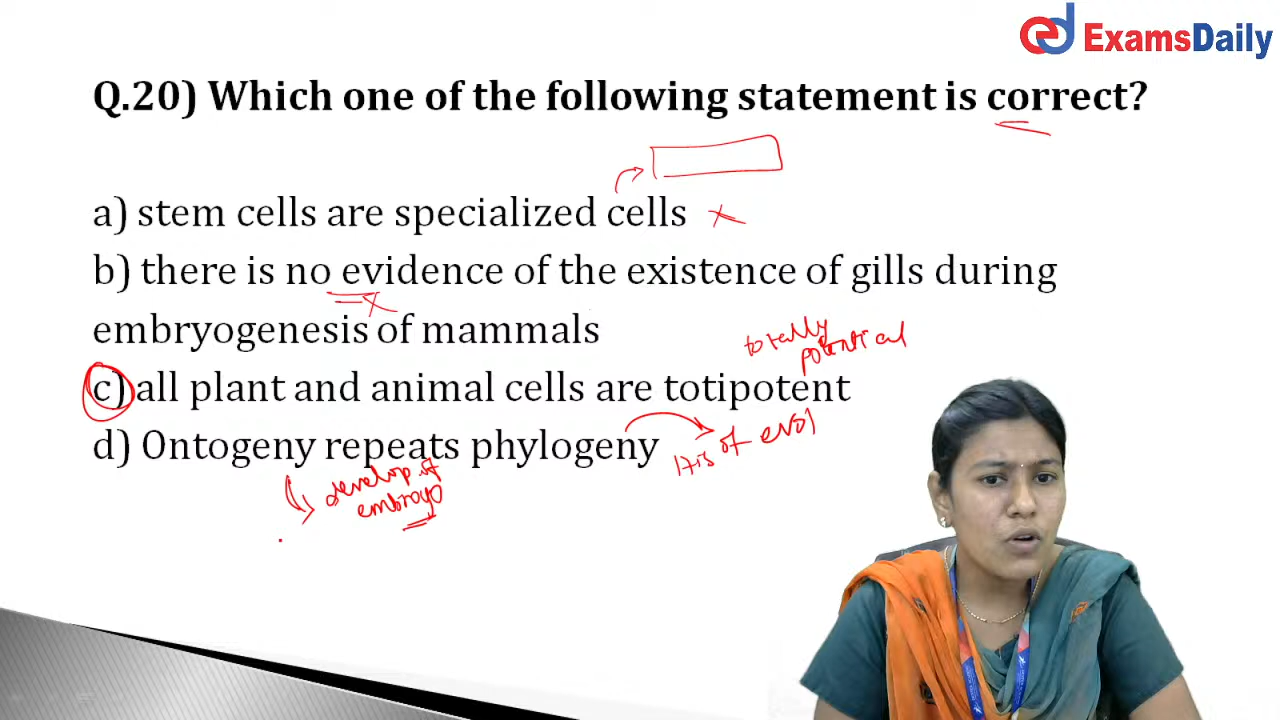 ExamsDaily
Q.20) Which one of the following statement is correct?
a) stem cells are specialized cells
b) there is no evidence of the existence of gills during
embryogenesis of mammals
totally
potential
c) all plant and animal cells are totipotent
d) Ontogeny repeats phylogeny
His of evol
develop of
embryo